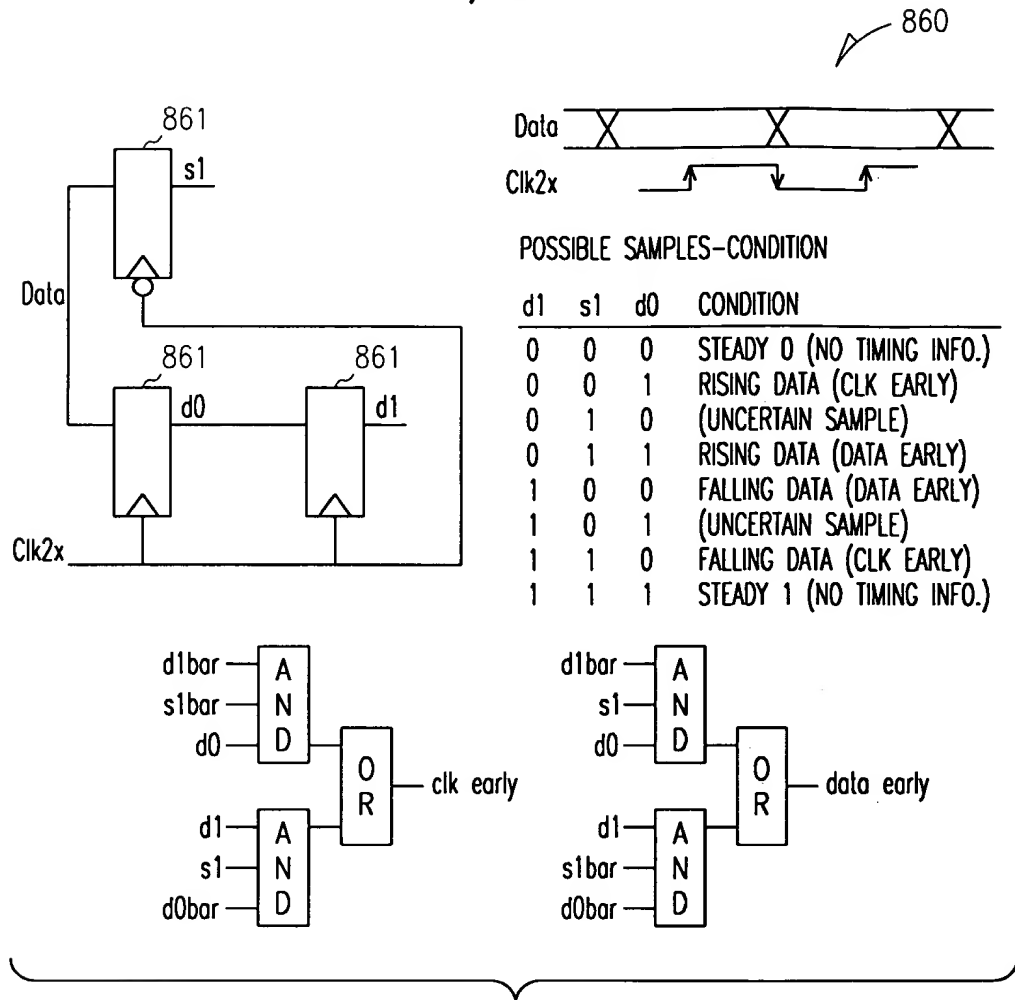 860
861
s1
Data
861
861
d0
d1
Clk2x
Data
Clk2x
POSSIBLE SAMPLES-CONDITION
d1 s1 d0 CONDITION
0 0 0 STEADY 0 (NO TIMING INFO.)
0 0 1 RISING DATA (CLK EARLY)
0 1 0 (UNCERTAIN SAMPLE)
0 1 1 RISING DATA (DATA EARLY)
1 0 0 FALLING DATA (DATA EARLY)
1 0 1 (UNCERTAIN SAMPLE)
1 1 0 FALLING DATA (CLK EARLY)
1 1 1 STEADY 1 (NO TIMING INFO.)
d1bar
s1bar
d0
AND
d1
s1
d0bar
AND
OR
clk early
d1bar
s1
d0
AND
d1
s1bar
d0bar
AND
OR
data early